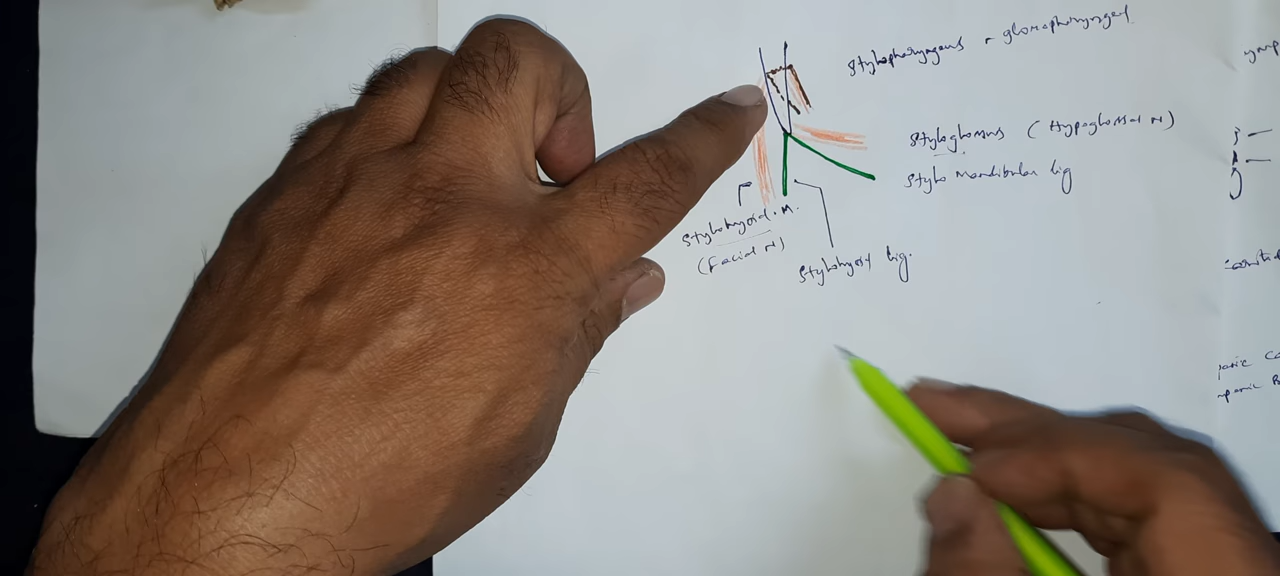 Stylopharyngeus - glossopharyngeal
Styloglossus (Hypoglossal N)
Stylo Mandibular lig
Stylohyoid. M.
(Facial N)
Stylohyoid lig.